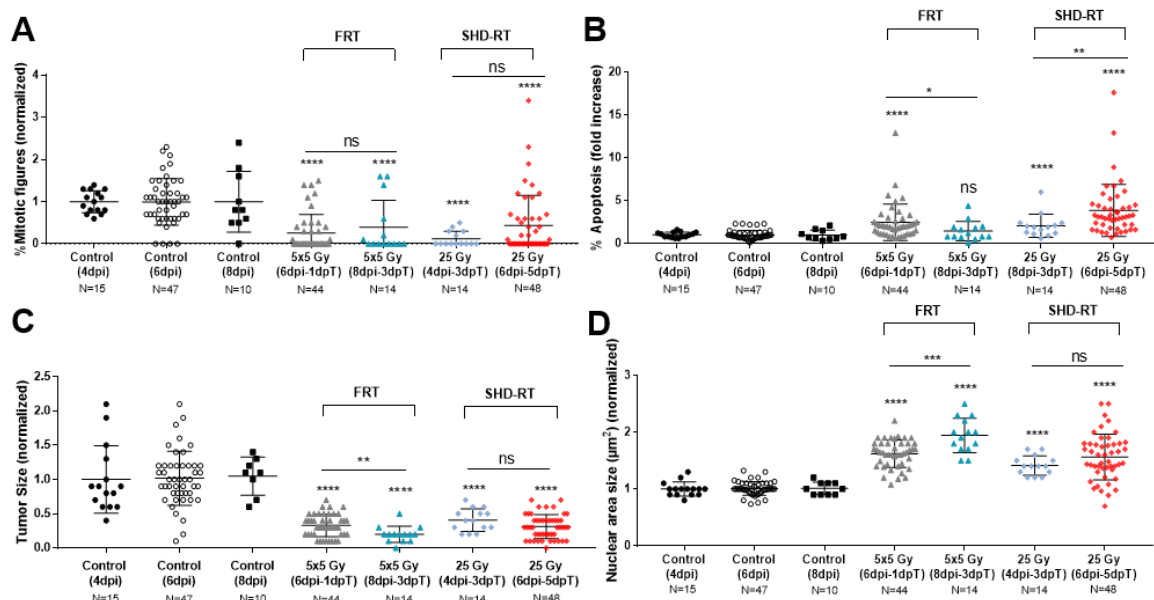 A
FRT
SHD-RT
ns
****
ns
****
****
****
% Mitotic figures (normalized)
4
3
2
1
0
Control
(4dpi)
N=15
Control
(6dpi)
N=47
Control
(8dpi)
N=10
5x5 Gy
(6dpi-1dpT)
N=44
5x5 Gy
(8dpi-3dpT)
N=14
25 Gy
(4dpi-3dpT)
N=14
25 Gy
(6dpi-5dpT)
N=48
B
FRT
SHD-RT
**
****
*
****
****
ns
% Apoptosis (fold increase)
20
15
10
5
0
Control
(4dpi)
N=15
Control
(6dpi)
N=47
Control
(8dpi)
N=10
5x5 Gy
(6dpi-1dpT)
N=44
5x5 Gy
(8dpi-3dpT)
N=14
25 Gy
(8dpi-3dpT)
N=14
25 Gy
(6dpi-5dpT)
N=48
C
FRT
SHD-RT
**
ns
****
****
****
****
Tumor Size (normalized)
2.5
2.0
1.5
1.0
0.5
0.0
Control
(4dpi)
N=15
Control
(6dpi)
N=47
Control
(8dpi)
N=10
5x5 Gy
(6dpi-1dpT)
N=44
5x5 Gy
(8dpi-3dpT)
N=14
25 Gy
(4dpi-3dpT)
N=14
25 Gy
(6dpi-5dpT)
N=48
D
FRT
SHD-RT
***
ns
****
****
****
****
Nuclear area size (μm²) (normalized)
3
2
1
0
Control
(4dpi)
N=15
Control
(6dpi)
N=47
Control
(8dpi)
N=10
5x5 Gy
(6dpi-1dpT)
N=44
5x5 Gy
(8dpi-3dpT)
N=14
25 Gy
(4dpi-3dpT)
N=14
25 Gy
(6dpi-5dpT)
N=48